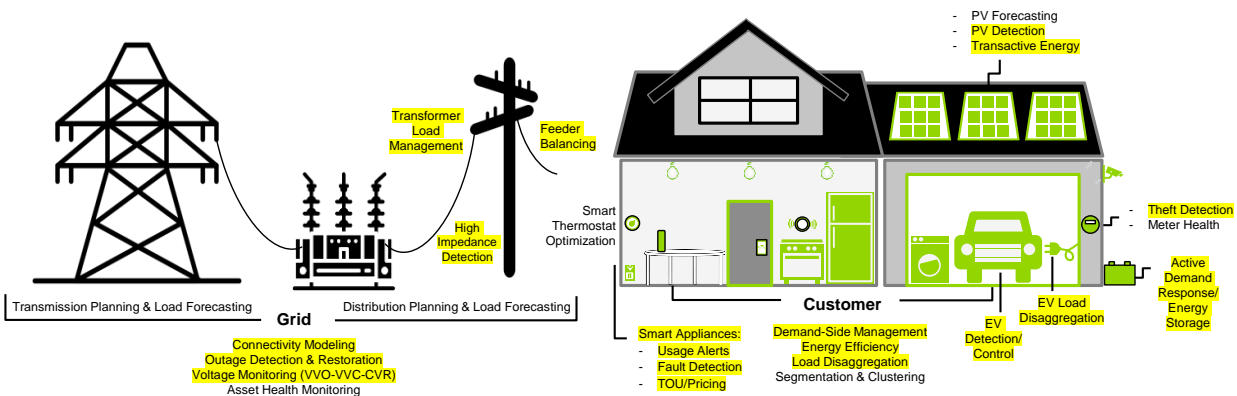 - PV Forecasting
- PV Detection
- Transactive Energy
Transformer
Load
Management
Feeder
Balancing
High
Impedance
Detection
Smart
Thermostat
Optimization
- Theft Detection
- Meter Health
Active
Demand
Response/
Energy
Storage
EV Load
Disaggregation
EV
Detection/
Control
Transmission Planning & Load Forecasting
Distribution Planning & Load Forecasting
Grid
Connectivity Modeling
Outage Detection & Restoration
Voltage Monitoring (VVO-VVC-CVR)
Asset Health Monitoring
Customer
Smart Appliances:
- Usage Alerts
- Fault Detection
- TOU/Pricing
Demand-Side Management
Energy Efficiency
Load Disaggregation
Segmentation & Clustering